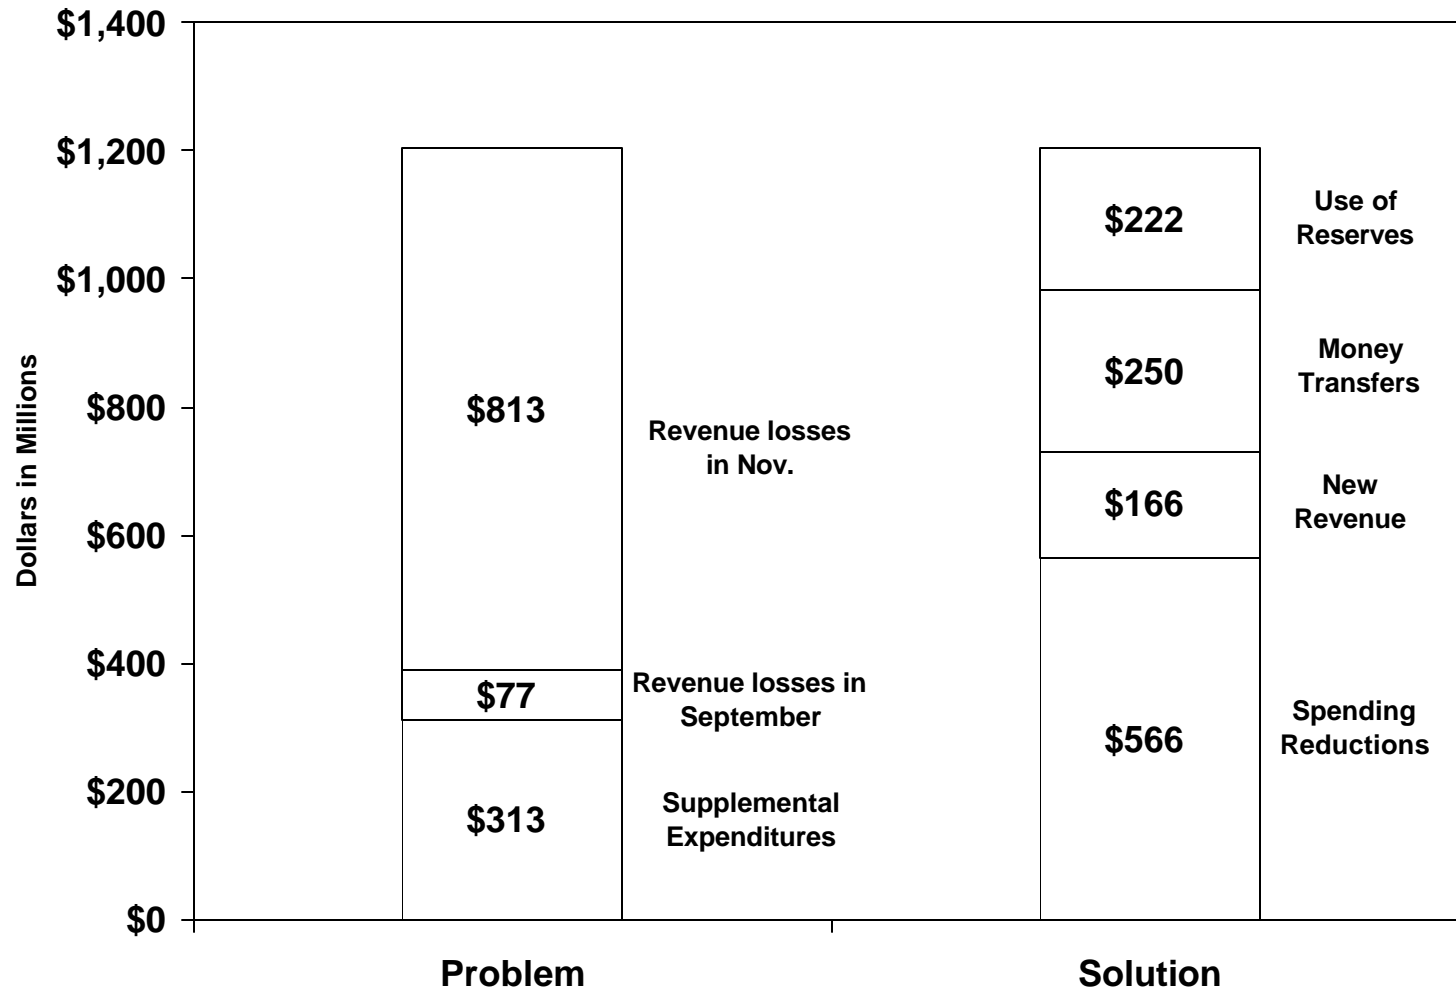 $1,400
$1,200
$1,000
$800
$600
$400
$200
$0
Dollars in Millions
$813
$77
$313
Revenue losses
in Nov.
Revenue losses in
September
Supplemental
Expenditures
$222
$250
$166
$566
Use of
Reserves
Money
Transfers
New
Revenue
Spending
Reductions
Problem
Solution